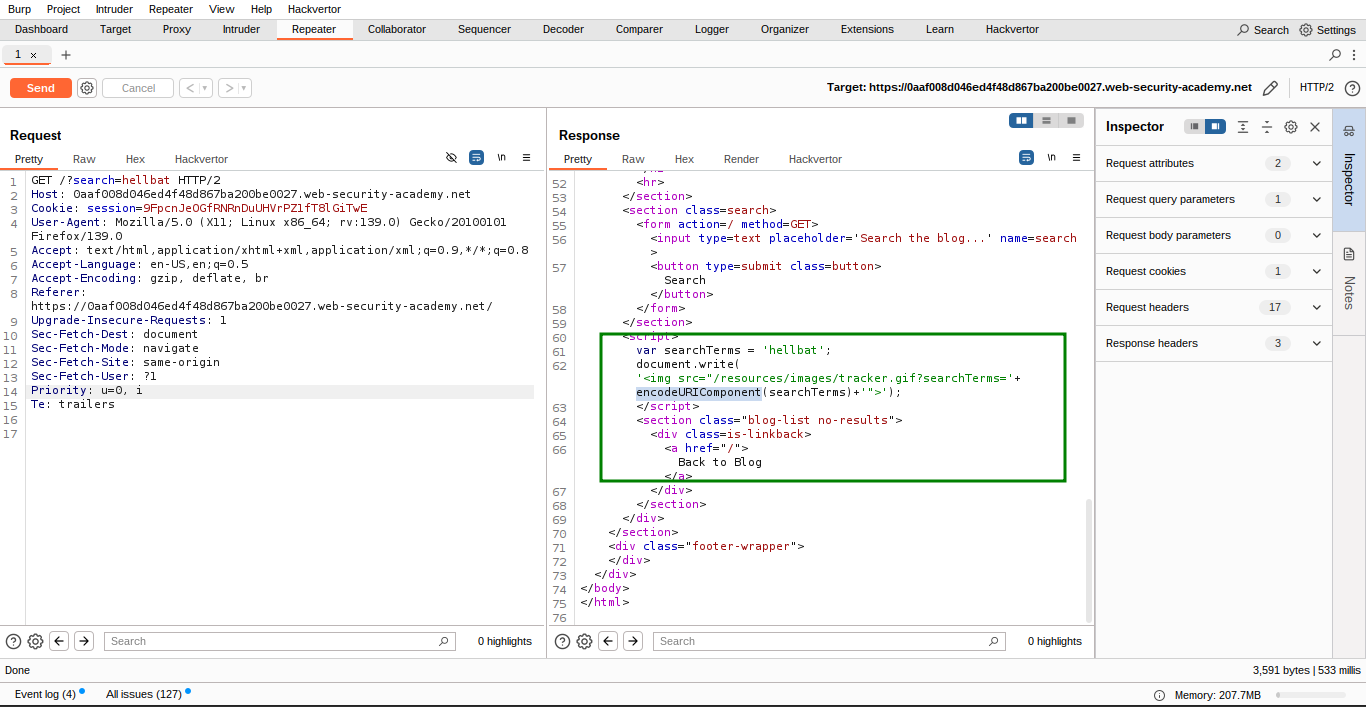 Burp Project Intruder Repeater View Help Hackvertor
Dashboard Target Proxy Intruder Repeater Collaborator Sequencer Decoder Comparer Logger Organizer Extensions Learn Hackvertor Search Settings
1 × +
Send Cancel < > Target: https://0aaf008d046ed4f48d867ba200be0027.web-security-academy.net HTTP/2
Request
Pretty Raw Hex Hackvertor \n
1 GET /?search=hellbat HTTP/2
2 Host: 0aaf008d046ed4f48d867ba200be0027.web-security-academy.net
3 Cookie: session=9FpcnJeOGfRNRnDuUHVrPZ1fT8lGiTwE
4 User-Agent: Mozilla/5.0 (X11; Linux x86_64; rv:139.0) Gecko/20100101
Firefox/139.0
5 Accept: text/html,application/xhtml+xml,application/xml;q=0.9,*/*;q=0.8
6 Accept-Language: en-US,en;q=0.5
7 Accept-Encoding: gzip, deflate, br
8 Referer:
https://0aaf008d046ed4f48d867ba200be0027.web-security-academy.net/
9 Upgrade-Insecure-Requests: 1
10 Sec-Fetch-Dest: document
11 Sec-Fetch-Mode: navigate
12 Sec-Fetch-Site: same-origin
13 Sec-Fetch-User: ?1
14 Priority: u=0, i
15 Te: trailers
16
17
Search 0 highlights
Response
Pretty Raw Hex Render Hackvertor \n
52 <hr>
53 </section>
54 <section class=search>
55 <form action=/ method=GET>
56 <input type=text placeholder='Search the blog...' name=search
>
57 <button type=submit class=button>
Search
</button>
58 </form>
59 </section>
60 <script>
61 var searchTerms = 'hellbat';
62 document.write(
'<img src="/resources/images/tracker.gif?searchTerms='+
encodeURIComponent(searchTerms)+'">');
63 </script>
64 <section class="blog-list no-results">
65 <div class=is-linkback>
66 <a href="/">
Back to Blog
</a>
67 </div>
68 </section>
69 </div>
70 </section>
71 <div class="footer-wrapper">
72 </div>
73 </div>
74 </body>
75 </html>
76
Search 0 highlights
Inspector
Request attributes 2
Request query parameters 1
Request body parameters 0
Request cookies 1
Request headers 17
Response headers 3
Inspector
Notes
Done 3,591 bytes | 533 millis
Event log (4) All issues (127) Memory: 207.7MB